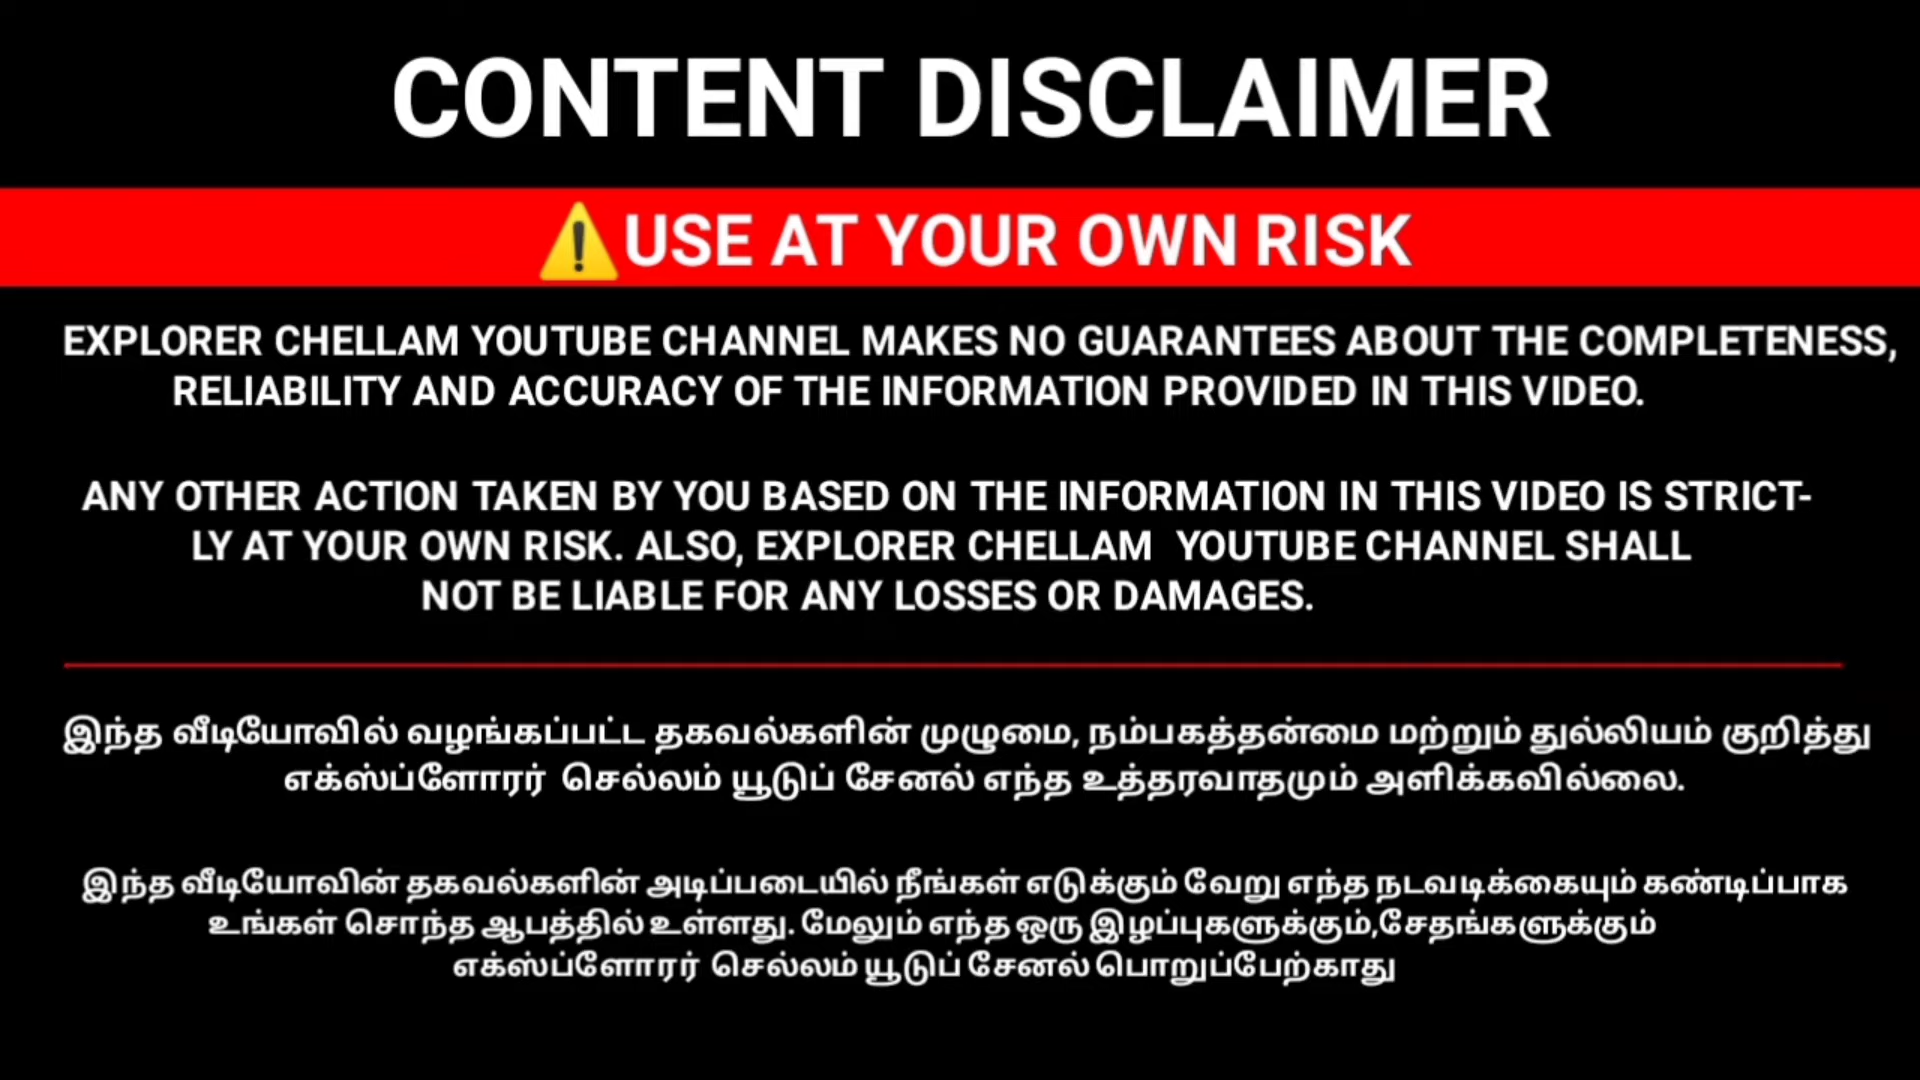 CONTENT DISCLAIMER
⚠️USE AT YOUR OWN RISK
EXPLORER CHELLAM YOUTUBE CHANNEL MAKES NO GUARANTEES ABOUT THE COMPLETENESS,
RELIABILITY AND ACCURACY OF THE INFORMATION PROVIDED IN THIS VIDEO.
ANY OTHER ACTION TAKEN BY YOU BASED ON THE INFORMATION IN THIS VIDEO IS STRICT-
LY AT YOUR OWN RISK. ALSO, EXPLORER CHELLAM YOUTUBE CHANNEL SHALL
NOT BE LIABLE FOR ANY LOSSES OR DAMAGES.
இந்த வீடியோவில் வழங்கப்பட்ட தகவல்களின் முழுமை, நம்பகத்தன்மை மற்றும் துல்லியம் குறித்து
எக்ஸ்ப்ளோரர் செல்லம் யூடுப் சேனல் எந்த உத்தரவாதமும் அளிக்கவில்லை.
இந்த வீடியோவின் தகவல்களின் அடிப்படையில் நீங்கள் எடுக்கும் வேறு எந்த நடவடிக்கையும் கண்டிப்பாக
உங்கள் சொந்த ஆபத்தில் உள்ளது. மேலும் எந்த ஒரு இழப்புகளுக்கும்,சேதங்களுக்கும்
எக்ஸ்ப்ளோரர் செல்லம் யூடுப் சேனல் பொறுப்பேற்காது